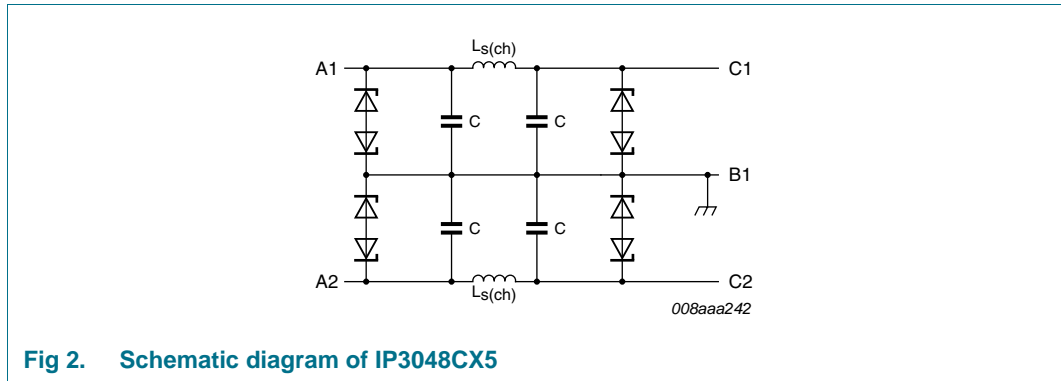 Ls(ch)
A1
C1
C
C
B1
C
C
A2
C2
Ls(ch)
008aaa242
Fig 2. Schematic diagram of IP3048CX5